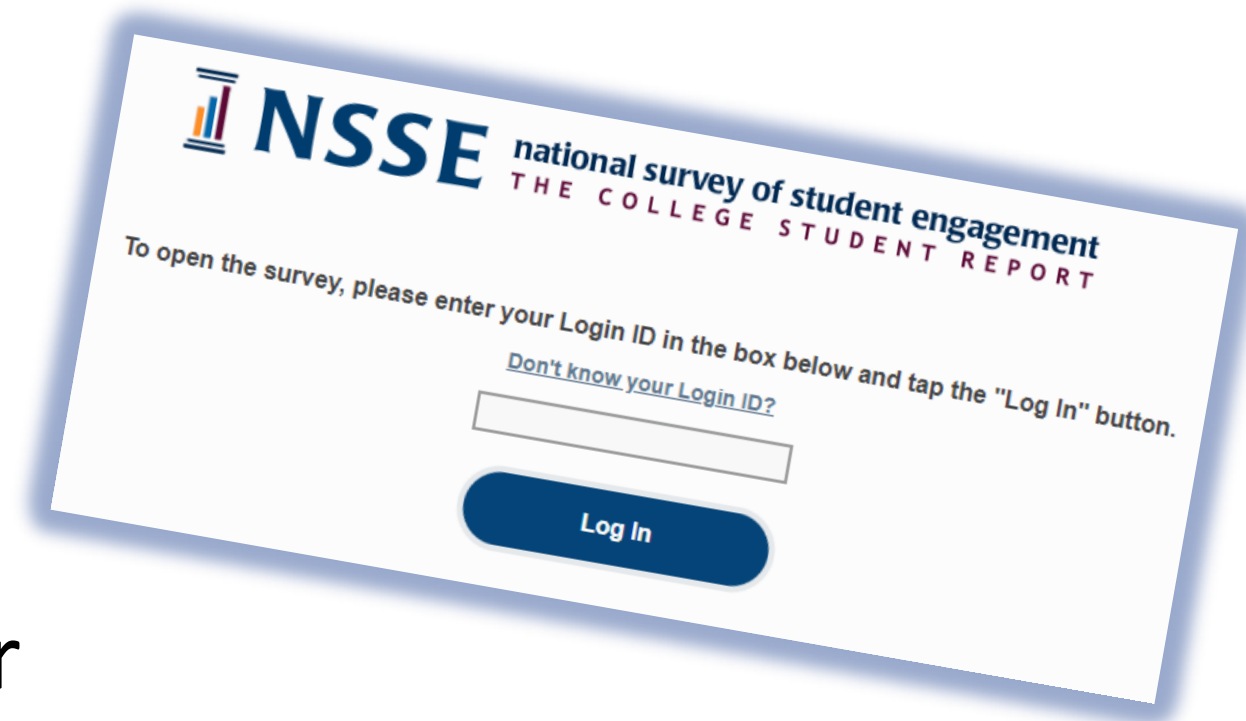 NSSE
national survey of student engagement
THE COLLEGE STUDENT REPORT
To open the survey, please enter your Login ID in the box below and tap the "Log In" button.
Don't know your Login ID?
Log In
r